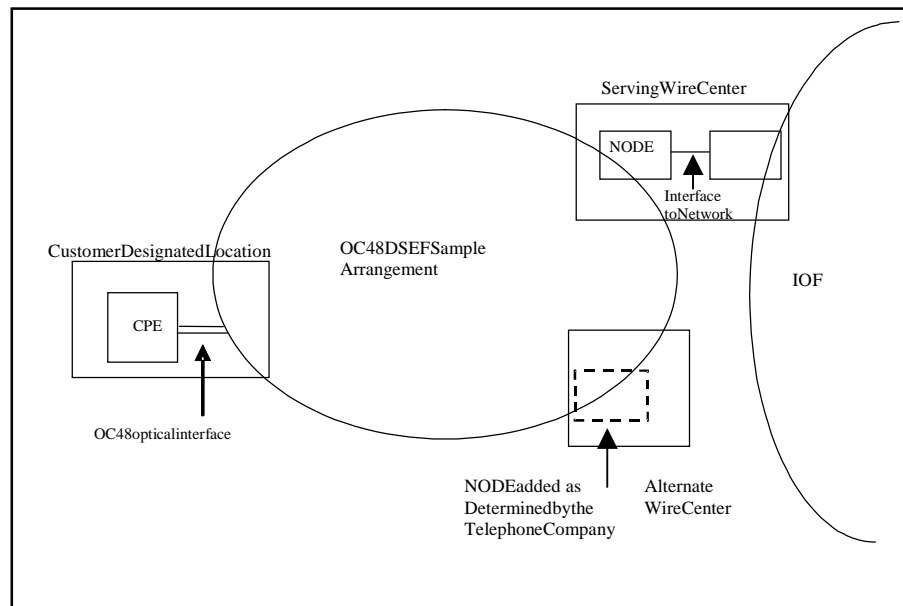 ServingWireCenter
NODE
Interface
toNetwork
OC48DSEFSample
Arrangement
CustomerDesignatedLocation
CPE
IOF
OC48opticalinterface
NODEadded as
Determinedbythe
TelephoneCompany
Alternate
WireCenter